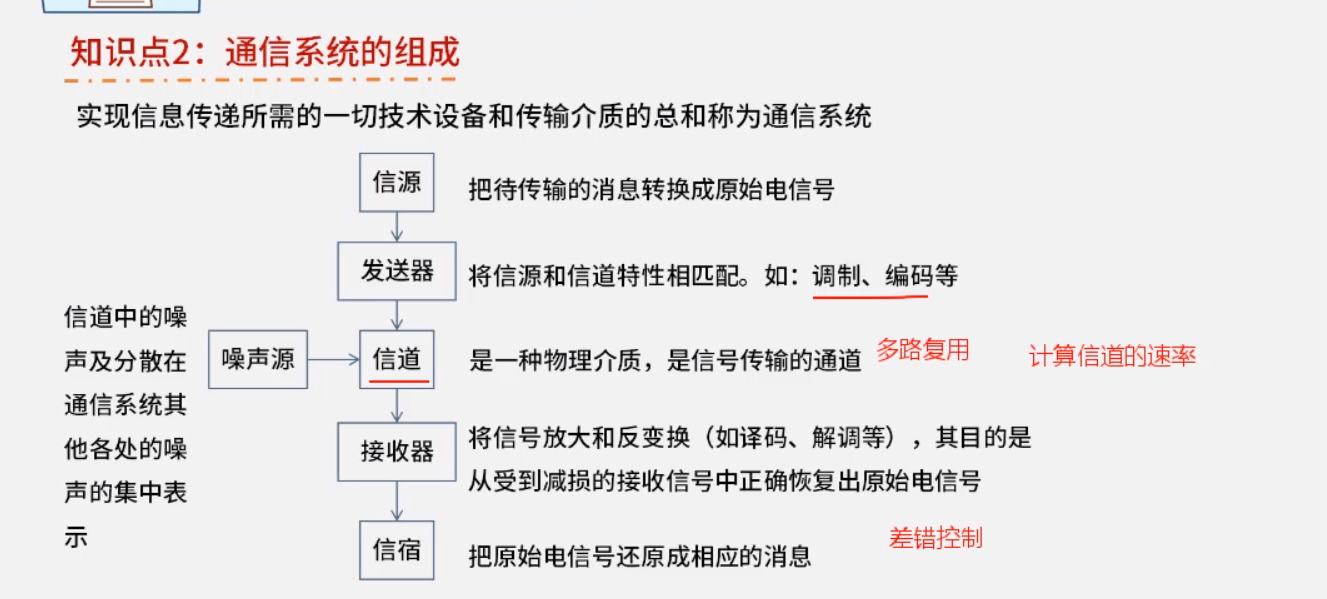 知识点2：通信系统的组成
实现信息传递所需的一切技术设备和传输介质的总和称为通信系统
信源
把待传输的消息转换成原始电信号
发送器
将信源和信道特性相匹配。如：调制、编码等
信道中的噪
声及分散在
通信系统其
他各处的噪
声的集中表
示
噪声源
信道
是一种物理介质，是信号传输的通道
多路复用
计算信道的速率
接收器
将信号放大和反变换（如译码、解调等），其目的是
从受到减损的接收信号中正确恢复出原始电信号
信宿
把原始电信号还原成相应的消息
差错控制